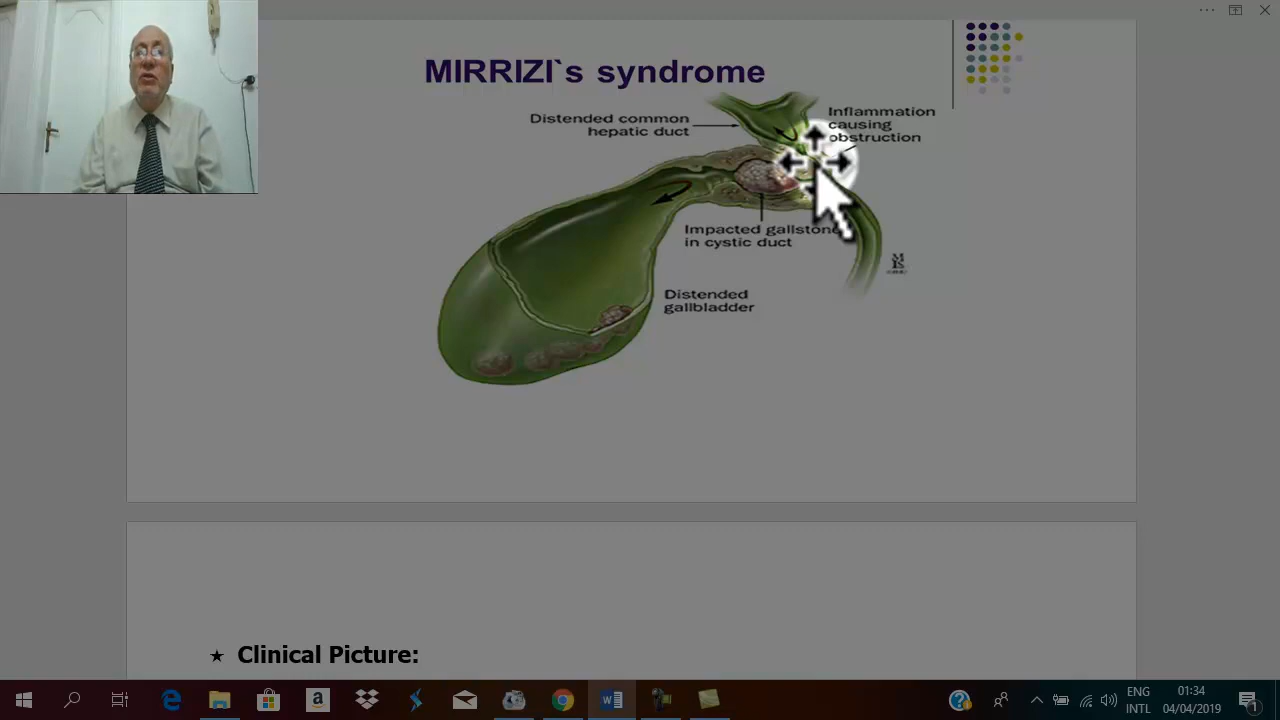 MIRRIZI`s syndrome
Distended common
hepatic duct
Inflammation
causing
obstruction
Impacted gallstone
in cystic duct
Distended
gallbladder
★ Clinical Picture:
ENG
INTL
01:34
04/04/2019
1